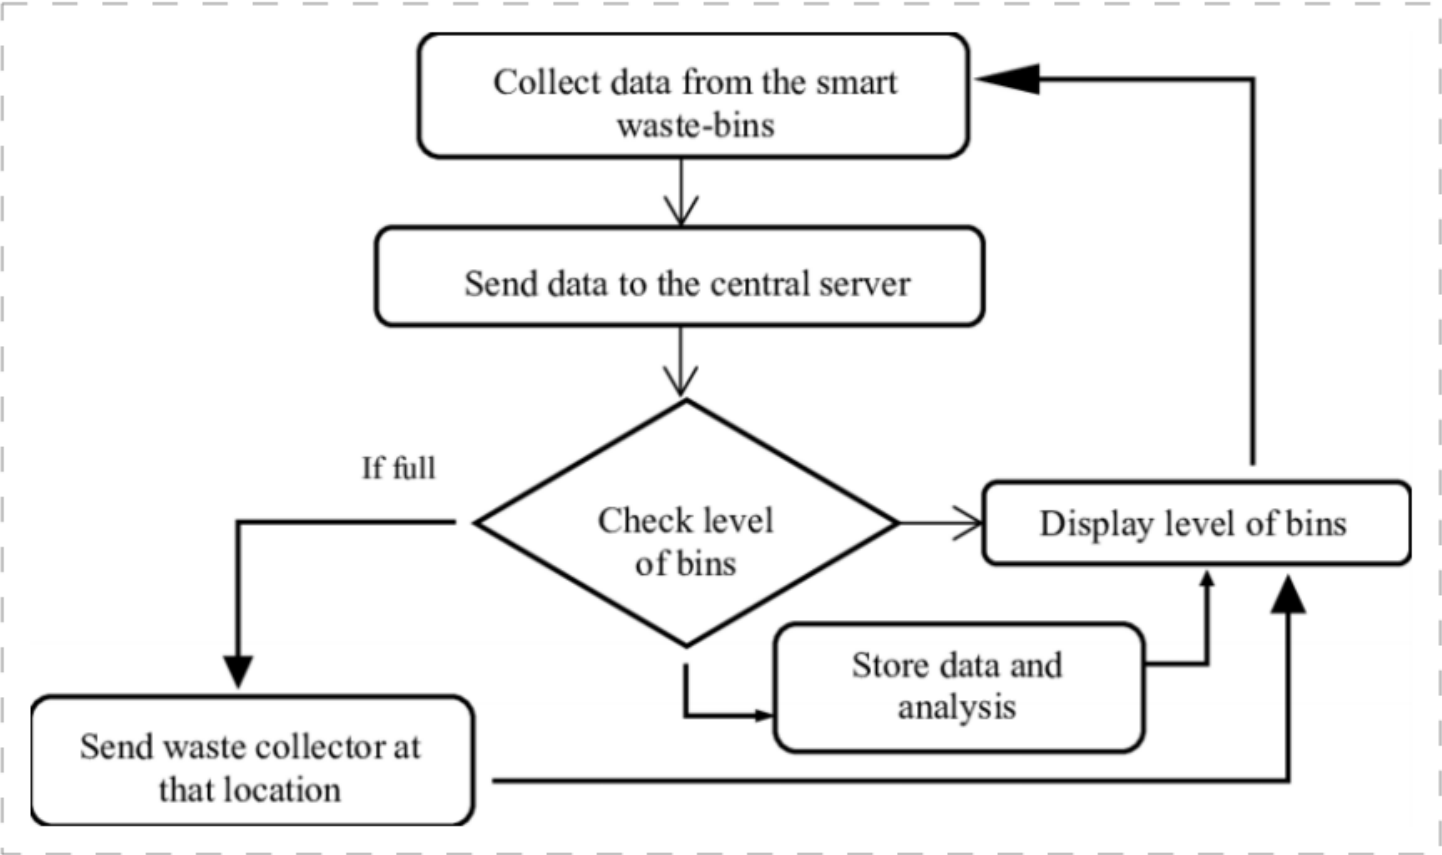 Collect data from the smart
waste-bins
Send data to the central server
If full
Check level
of bins
Display level of bins
Store data and
analysis
Send waste collector at
that location